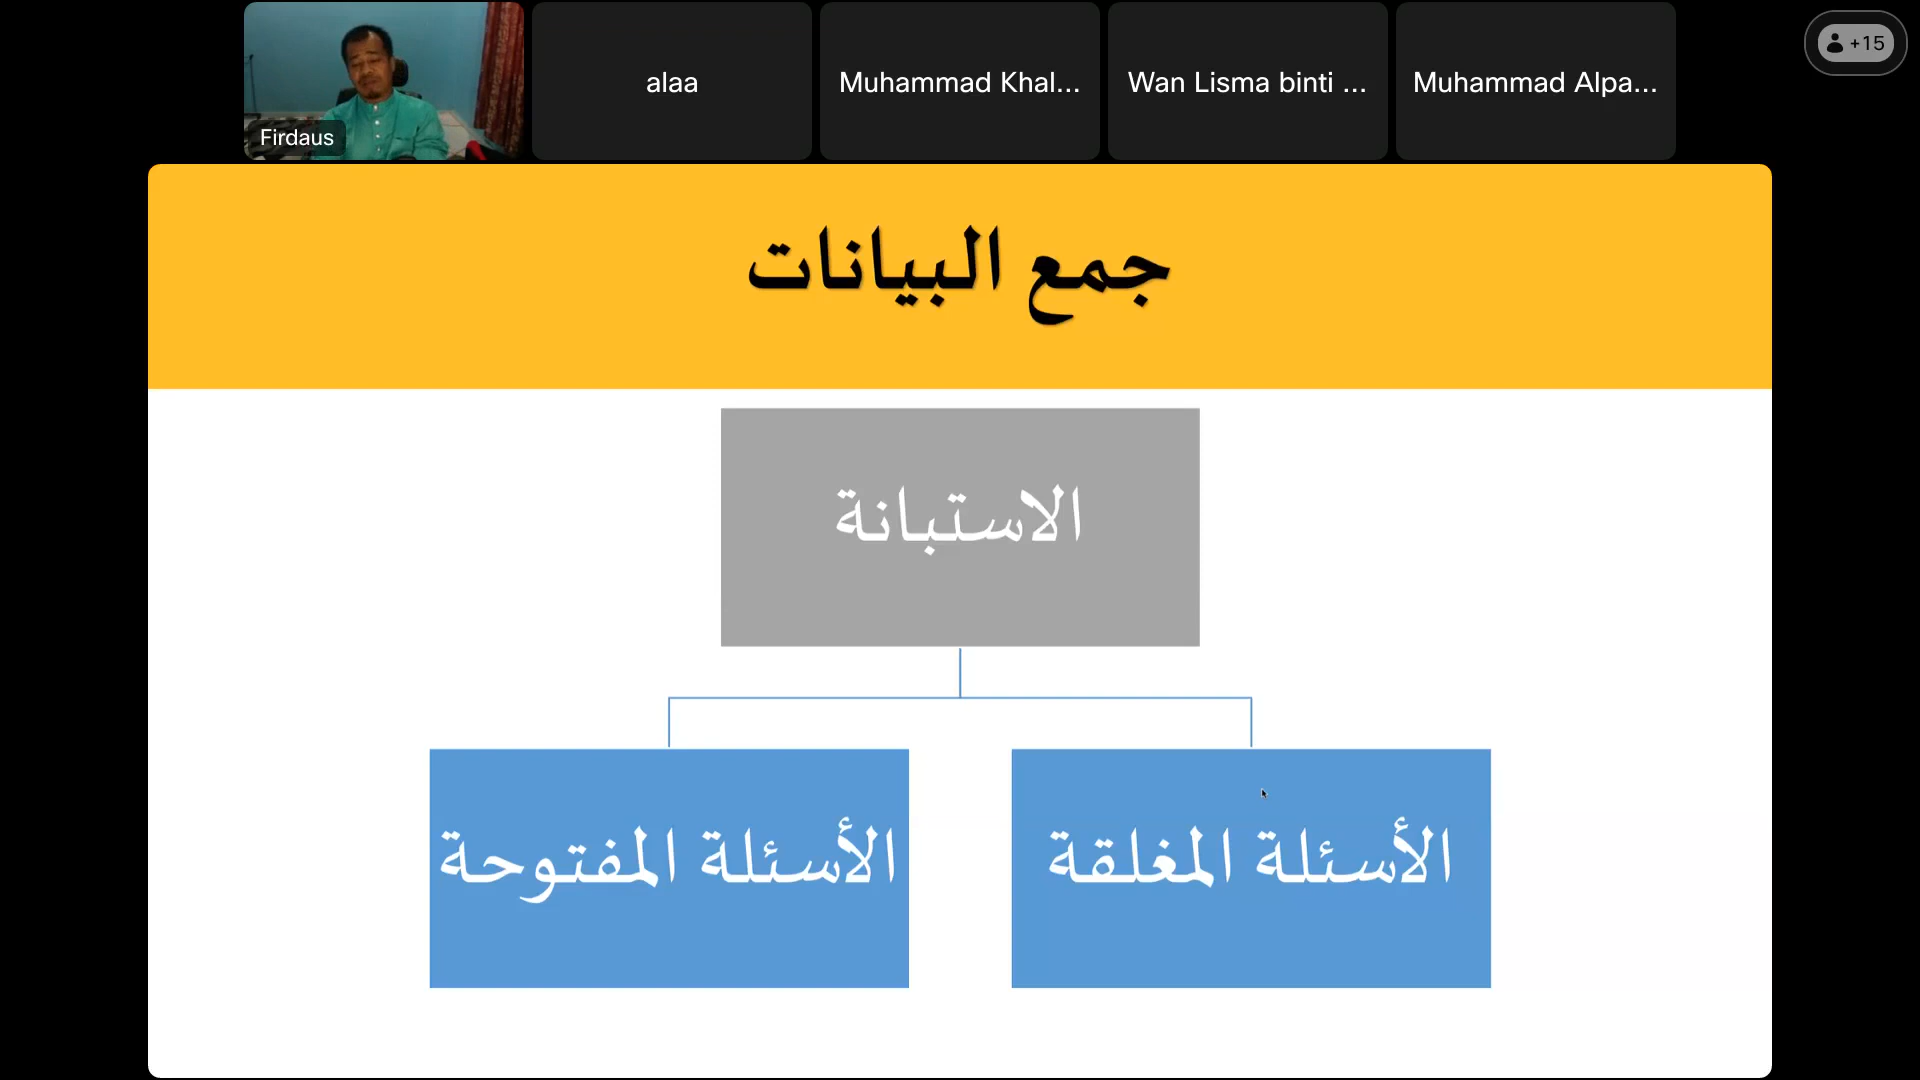 Firdaus
alaa
Muhammad Khal...
Wan Lisma binti ...
Muhammad Alpa...
+15
جمع البيانات
الاستبانة
الأسئلة المغلقة
الأسئلة المفتوحة